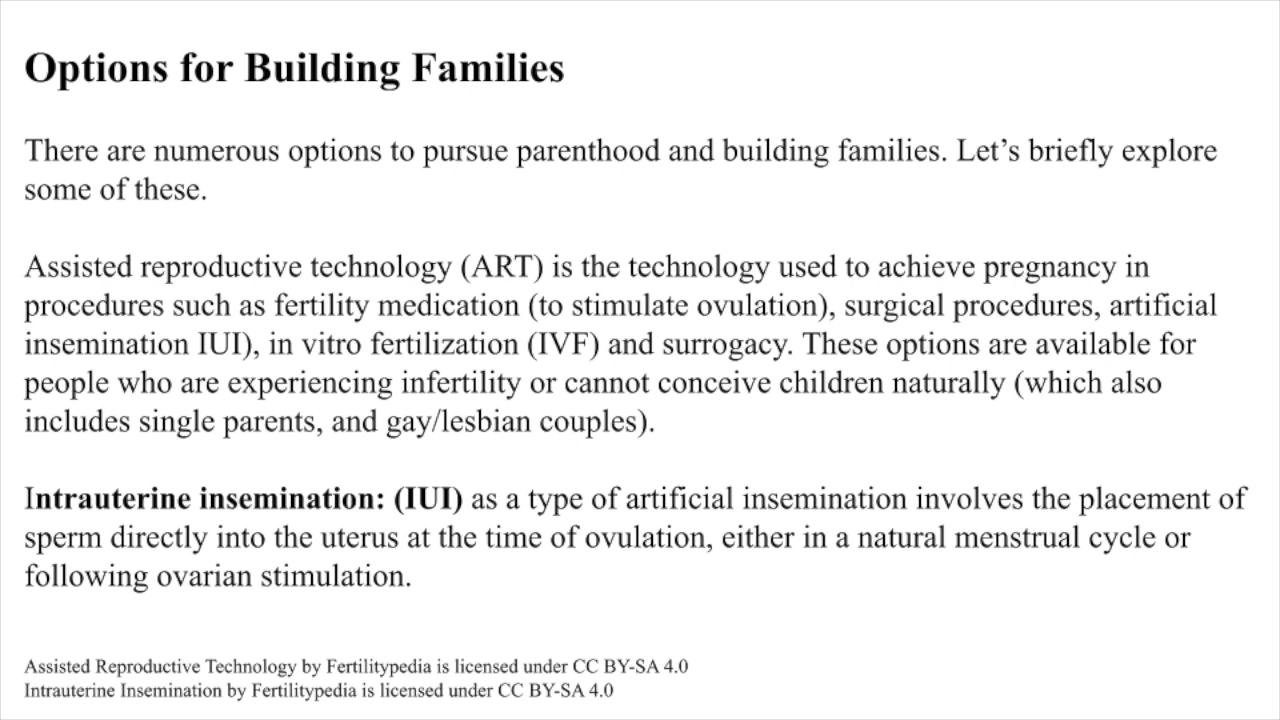 Options for Building Families
There are numerous options to pursue parenthood and building families. Let’s briefly explore
some of these.
Assisted reproductive technology (ART) is the technology used to achieve pregnancy in
procedures such as fertility medication (to stimulate ovulation), surgical procedures, artificial
insemination IUI), in vitro fertilization (IVF) and surrogacy. These options are available for
people who are experiencing infertility or cannot conceive children naturally (which also
includes single parents, and gay/lesbian couples).
Intrauterine insemination: (IUI) as a type of artificial insemination involves the placement of
sperm directly into the uterus at the time of ovulation, either in a natural menstrual cycle or
following ovarian stimulation.
Assisted Reproductive Technology by Fertilitypedia is licensed under CC BY-SA 4.0
Intrauterine Insemination by Fertilitypedia is licensed under CC BY-SA 4.0